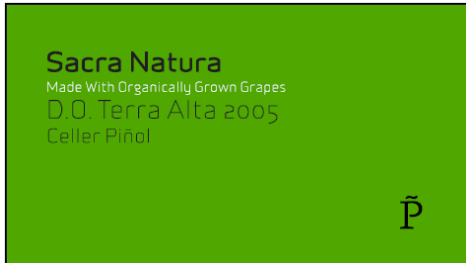 Sacra Natura
Made With Organically Grown Grapes
D.O. Terra Alta 2005
Celler Piñol
P̃